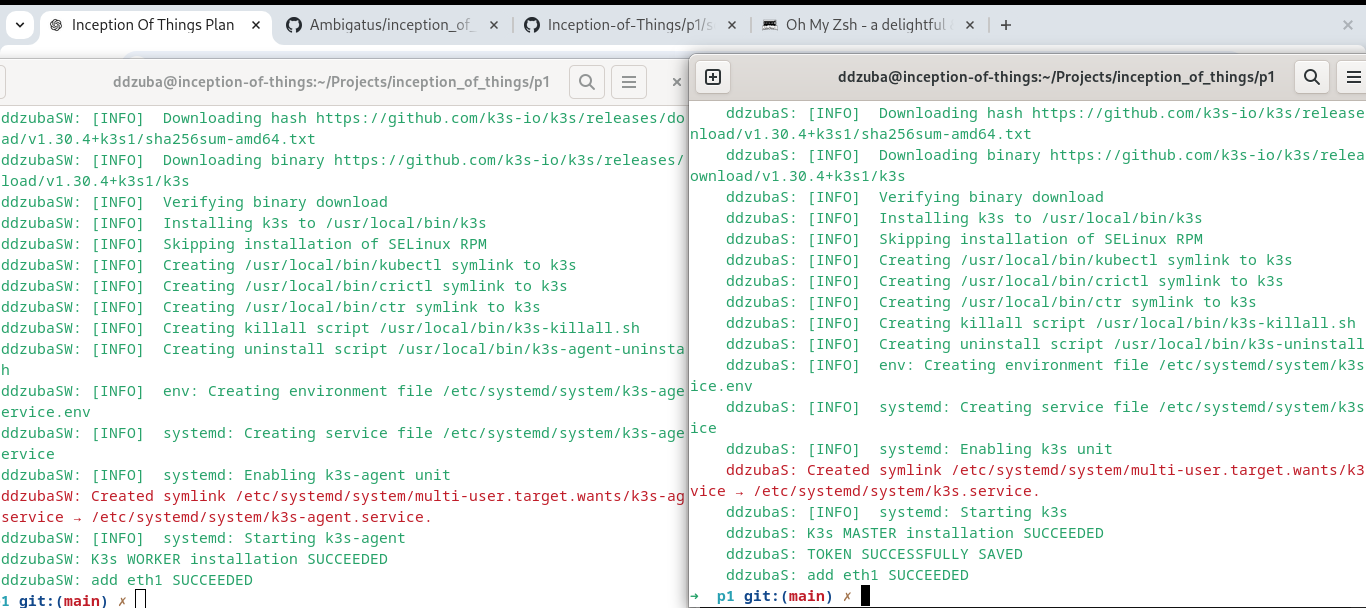 Inception Of Things Plan
Ambigatus/inception_of_
Inception-of-Things/p1/s
Oh My Zsh - a delightful
ddzuba@inception-of-things:~/Projects/inception_of_things/p1
ddzubaSW: [INFO]  Downloading hash https://github.com/k3s-io/k3s/releases/do
ad/v1.30.4+k3s1/sha256sum-amd64.txt
ddzubaSW: [INFO]  Downloading binary https://github.com/k3s-io/k3s/releases/
load/v1.30.4+k3s1/k3s
ddzubaSW: [INFO]  Verifying binary download
ddzubaSW: [INFO]  Installing k3s to /usr/local/bin/k3s
ddzubaSW: [INFO]  Skipping installation of SELinux RPM
ddzubaSW: [INFO]  Creating /usr/local/bin/kubectl symlink to k3s
ddzubaSW: [INFO]  Creating /usr/local/bin/crictl symlink to k3s
ddzubaSW: [INFO]  Creating /usr/local/bin/ctr symlink to k3s
ddzubaSW: [INFO]  Creating killall script /usr/local/bin/k3s-killall.sh
ddzubaSW: [INFO]  Creating uninstall script /usr/local/bin/k3s-agent-uninsta
h
ddzubaSW: [INFO]  env: Creating environment file /etc/systemd/system/k3s-age
ervice.env
ddzubaSW: [INFO]  systemd: Creating service file /etc/systemd/system/k3s-age
ervice
ddzubaSW: [INFO]  systemd: Enabling k3s-agent unit
ddzubaSW: Created symlink /etc/systemd/system/multi-user.target.wants/k3s-ag
service → /etc/systemd/system/k3s-agent.service.
ddzubaSW: [INFO]  systemd: Starting k3s-agent
ddzubaSW: K3s WORKER installation SUCCEEDED
ddzubaSW: add eth1 SUCCEEDED
1 git:(main) ✗
ddzuba@inception-of-things:~/Projects/inception_of_things/p1
ddzubaS: [INFO]  Downloading hash https://github.com/k3s-io/k3s/release
nload/v1.30.4+k3s1/sha256sum-amd64.txt
ddzubaS: [INFO]  Downloading binary https://github.com/k3s-io/k3s/relea
ownload/v1.30.4+k3s1/k3s
ddzubaS: [INFO]  Verifying binary download
ddzubaS: [INFO]  Installing k3s to /usr/local/bin/k3s
ddzubaS: [INFO]  Skipping installation of SELinux RPM
ddzubaS: [INFO]  Creating /usr/local/bin/kubectl symlink to k3s
ddzubaS: [INFO]  Creating /usr/local/bin/crictl symlink to k3s
ddzubaS: [INFO]  Creating /usr/local/bin/ctr symlink to k3s
ddzubaS: [INFO]  Creating killall script /usr/local/bin/k3s-killall.sh
ddzubaS: [INFO]  Creating uninstall script /usr/local/bin/k3s-uninstall
ddzubaS: [INFO]  env: Creating environment file /etc/systemd/system/k3s
ice.env
ddzubaS: [INFO]  systemd: Creating service file /etc/systemd/system/k3s
ice
ddzubaS: [INFO]  systemd: Enabling k3s unit
ddzubaS: Created symlink /etc/systemd/system/multi-user.target.wants/k3
vice → /etc/systemd/system/k3s.service.
ddzubaS: [INFO]  systemd: Starting k3s
ddzubaS: K3s MASTER installation SUCCEEDED
ddzubaS: TOKEN SUCCESSFULLY SAVED
ddzubaS: add eth1 SUCCEEDED
→ p1 git:(main) ✗